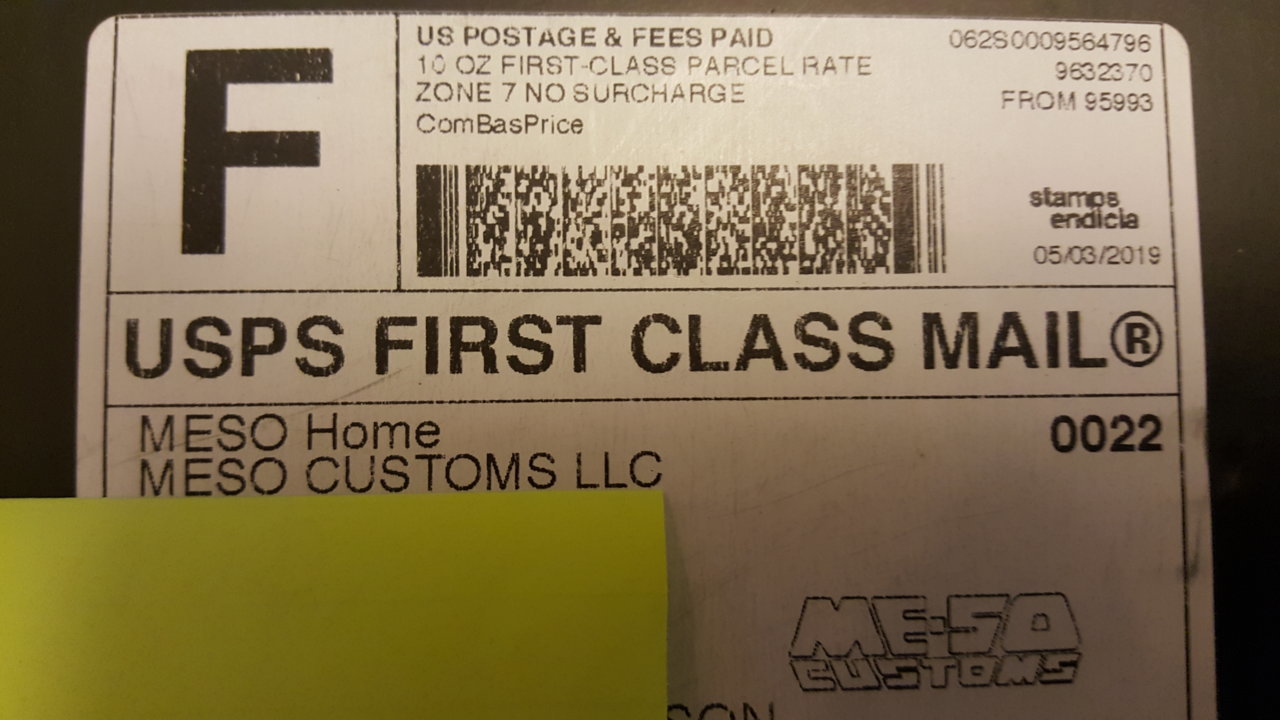 F
US POSTAGE & FEES PAID
10 OZ FIRST-CLASS PARCEL RATE
ZONE 7 NO SURCHARGE
ComBasPrice
062S0009564796
9632370
FROM 95993
stamps
endicia
05/03/2019
USPS FIRST CLASS MAIL®
MESO Home
MESO CUSTOMS LLC
0022
ME-SO
CUSTOMS